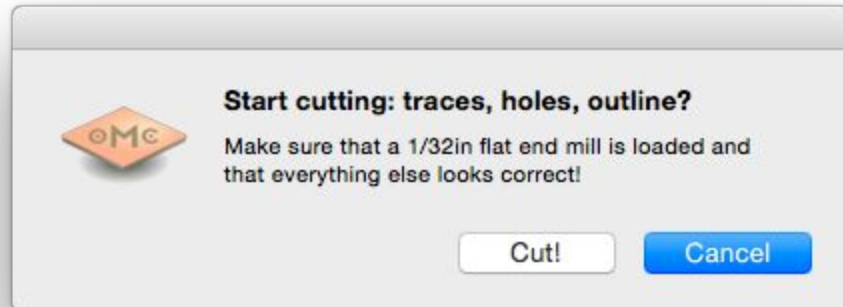 OMC
Start cutting: traces, holes, outline?
Make sure that a 1/32in flat end mill is loaded and
that everything else looks correct!
Cut!
Cancel